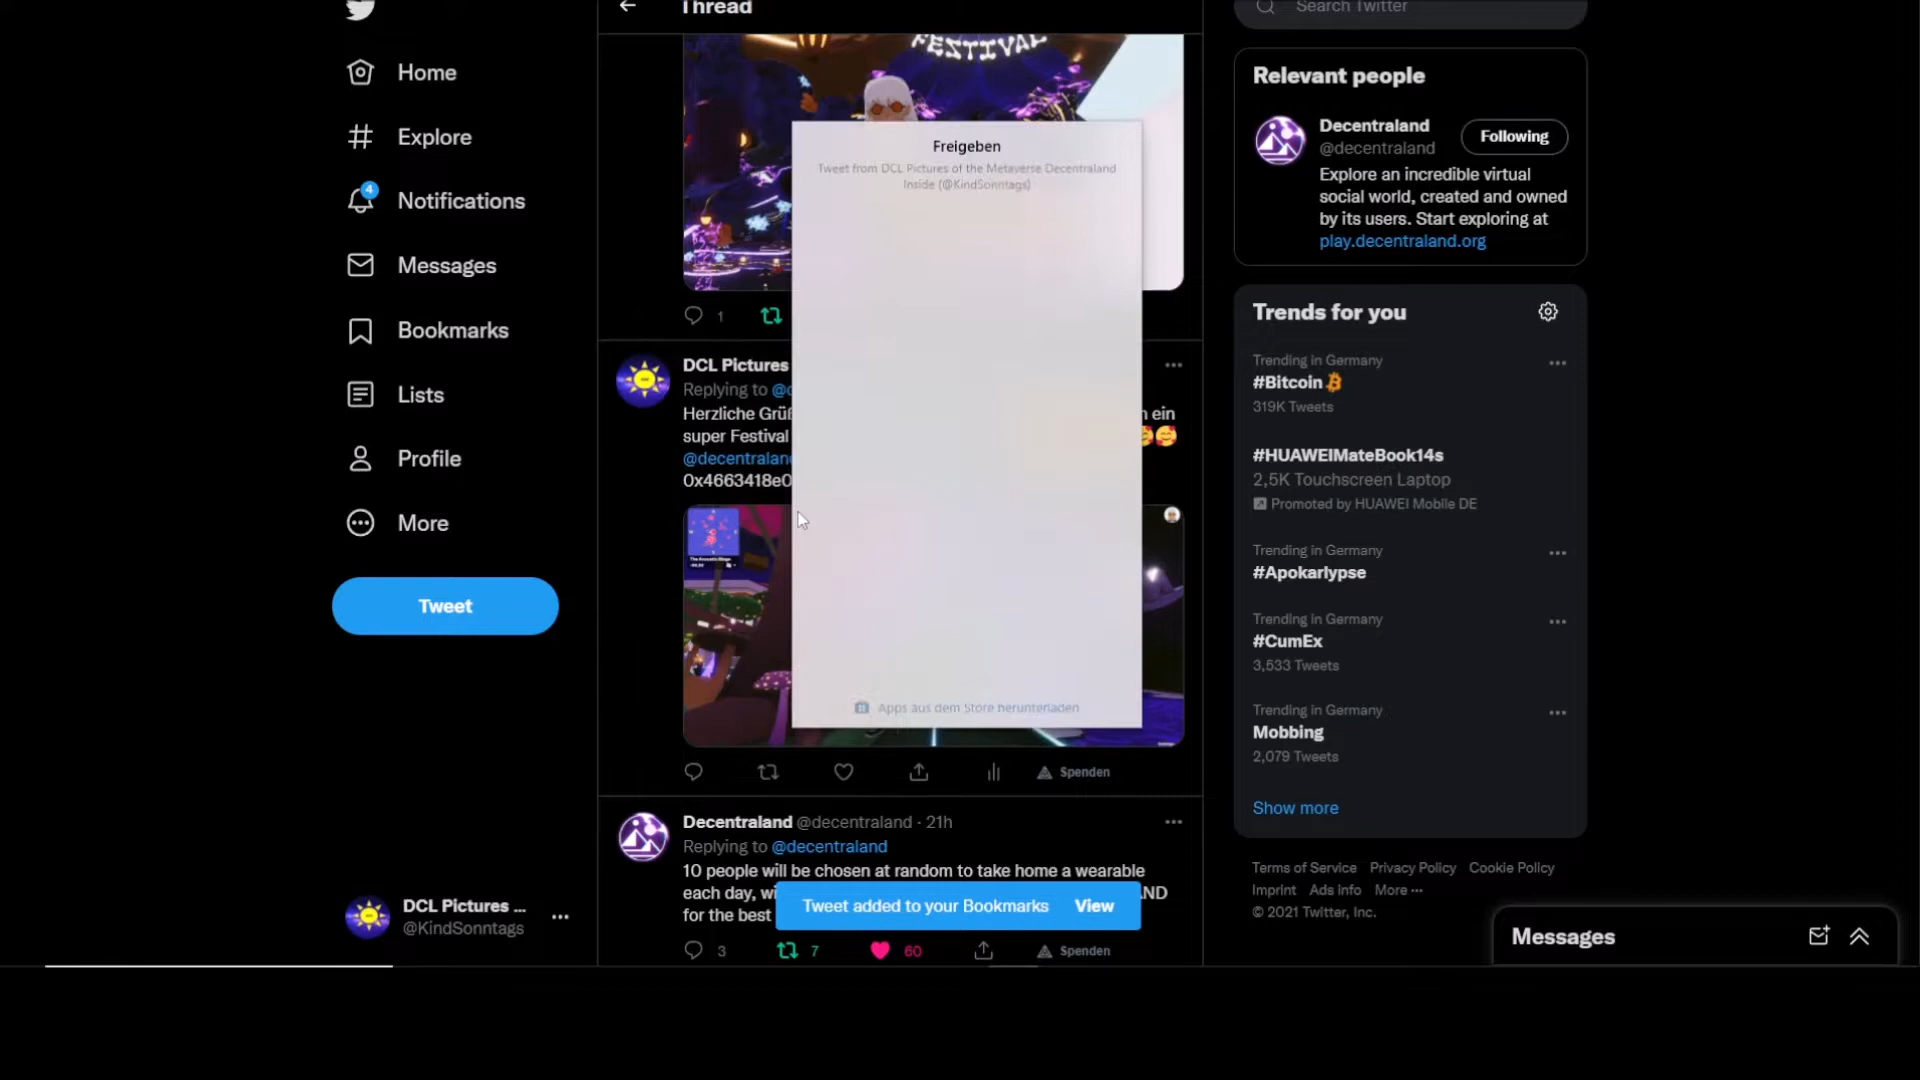 Thread
Search Twitter
Home
Explore
4
Notifications
Messages
Bookmarks
Lists
Profile
More
Tweet
DCL Pictures ...
@KindSonntags
FESTIVAL
1
Freigeben
Tweet from DCL Pictures of the Metaverse Decentraland
Inside (@KindSonntags)
Apps aus dem Store herunterladen
DCL Pictures
Replying to
Herzliche ein
super Festival
0x4663418e0
Spenden
Decentraland @decentraland · 21h
Replying to @decentraland
10 people will be chosen at random to take home a wearable
each day,
for the best
Tweet added to your Bookmarks View
3 7 60 Spenden
Relevant people
Decentraland
@decentraland
Following
Explore an incredible virtual
social world, created and owned
by its users. Start exploring at
play.decentraland.org
Trends for you
Trending in Germany
#Bitcoin
319K Tweets
#HUAWEIMateBook14s
2,5K Touchscreen Laptop
Promoted by HUAWEI Mobile DE
Trending in Germany
#Apokarlypse
Trending in Germany
#CumEx
3,533 Tweets
Trending in Germany
Mobbing
2,079 Tweets
Show more
Terms of Service Privacy Policy Cookie Policy
Imprint Ads info More ···
© 2021 Twitter, Inc.
Messages